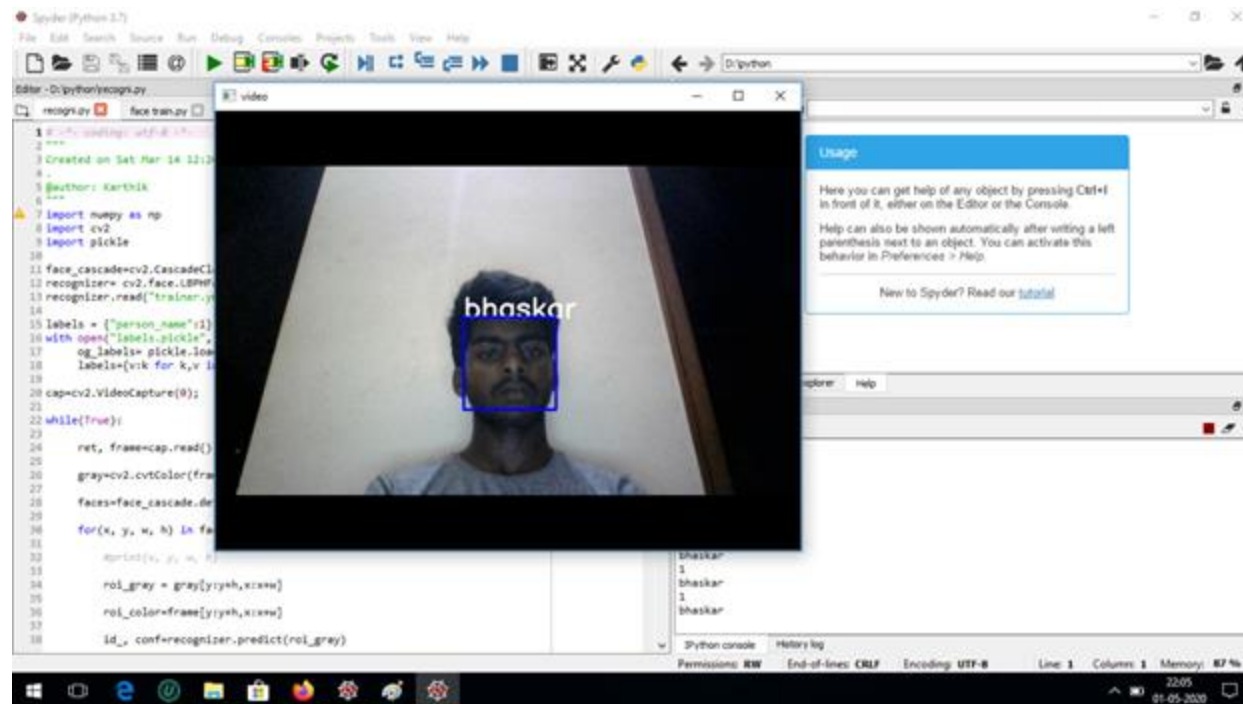 Spyder (Python 3.7)
File Edit Search Source Run Debug Consoles Projects Tools View Help
D:\python
Editor - D:\python\recogni.py
recogni.py
face train.py
1 # -*- coding: utf-8 -*-
2 """
3 Created on Sat Mar 14 12:2
4 .
5 @author: Karthik
6 """
7 import numpy as np
8 import cv2
9 import pickle
10
11 face_cascade=cv2.CascadeCl
12 recognizer= cv2.face.LBPHF
13 recognizer.read("trainer.y
14
15 labels = {"person_name":1}
16 with open("labels.pickle",
17 og_labels= pickle.loa
18 labels={v:k for k,v i
19
20 cap=cv2.VideoCapture(0);
21
22 while(True):
23
24 ret, frame=cap.read()
25
26 gray=cv2.cvtColor(fra
27
28 faces=face_cascade.de
29
30 for(x, y, w, h) in fa
31
32 #print(x, y, w, h
33
34 roi_gray = gray[y:y+h,x:x+w]
35
36 roi_color=frame[y:y+h,x:x+w]
37
38 id_, conf=recognizer.predict(roi_gray)
video
bhaskar
Usage
Here you can get help of any object by pressing Ctrl+I
in front of it, either on the Editor or the Console.
Help can also be shown automatically after writing a left
parenthesis next to an object. You can activate this
behavior in Preferences > Help.
New to Spyder? Read our tutorial
xplorer Help
bhaskar
1
bhaskar
1
bhaskar
IPython console History log
Permissions: RW End-of-lines: CRLF Encoding: UTF-8 Line: 1 Column: 1 Memory: 87 %
22:05
01-05-2020